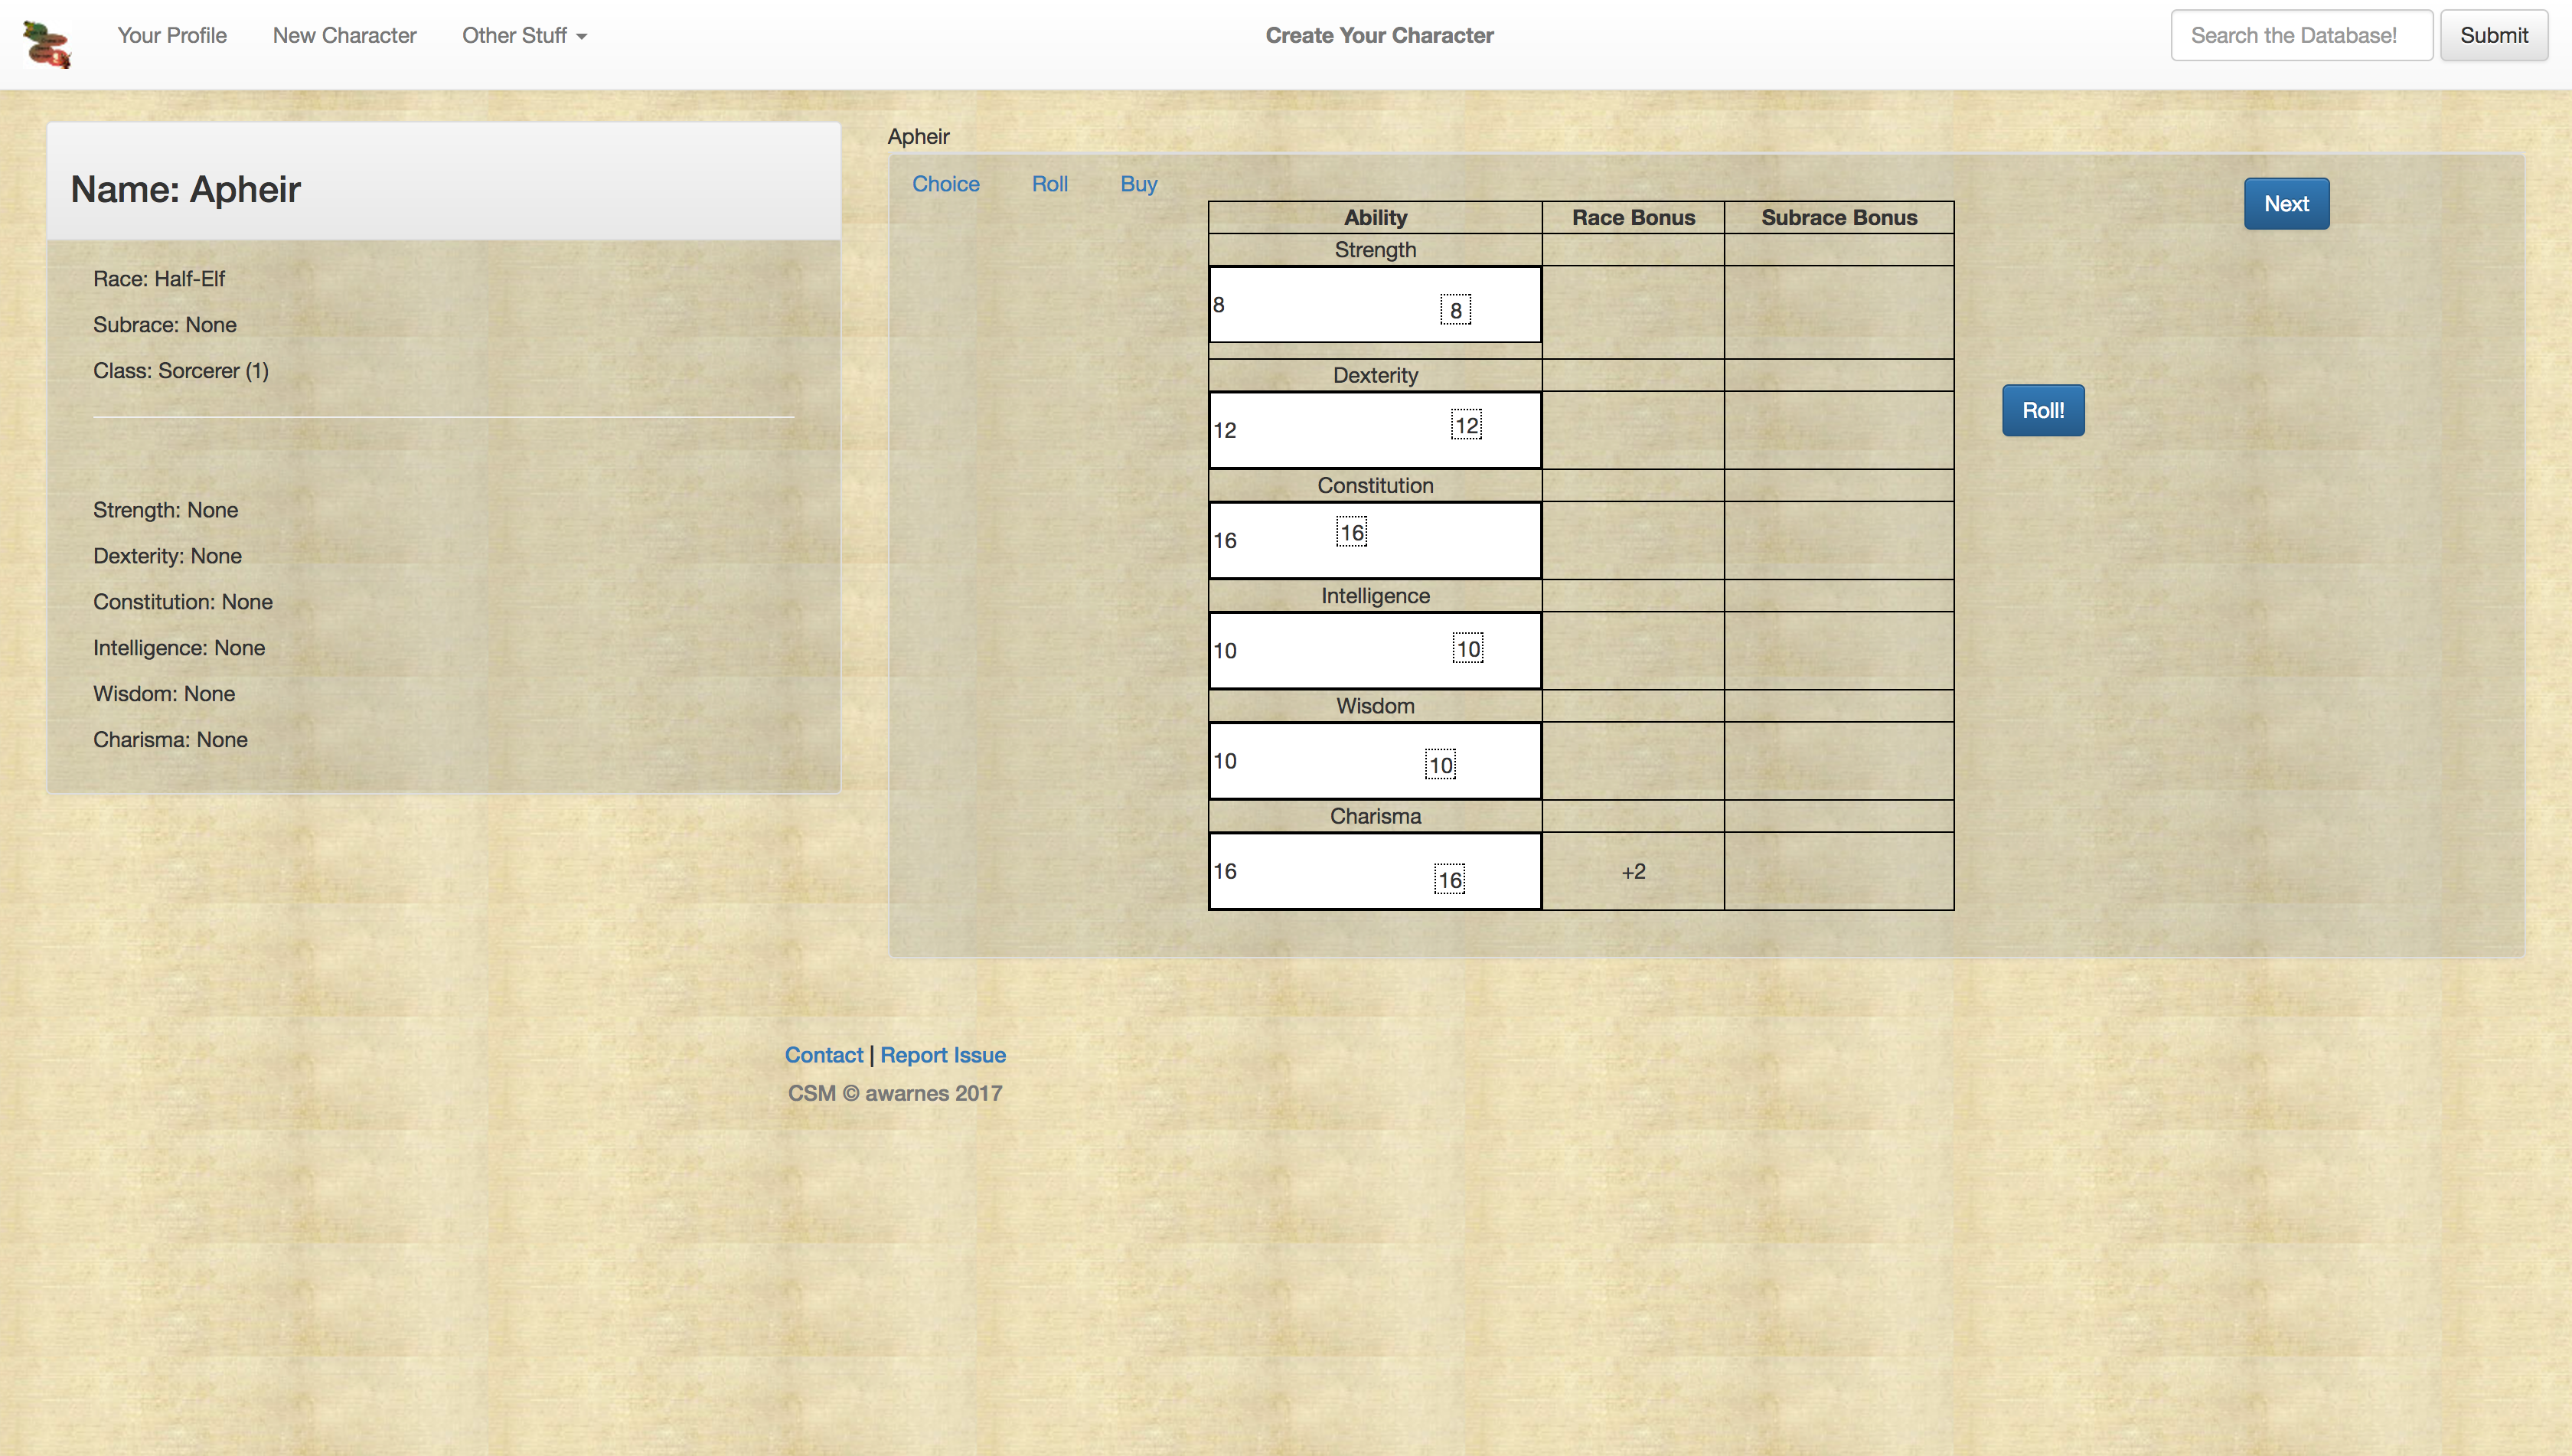 Your Profile New Character Other Stuff Create Your Character Search the Database! Submit
Name: Apheir
Race: Half-Elf
Subrace: None
Class: Sorcerer (1)
Strength: None
Dexterity: None
Constitution: None
Intelligence: None
Wisdom: None
Charisma: None
Apheir
Choice Roll Buy
Next
Ability Race Bonus Subrace Bonus
Strength
8 8
Dexterity
12 12
Roll!
Constitution
16 16
Intelligence
10 10
Wisdom
10 10
Charisma
16 16 +2
Contact | Report Issue
CSM © awarnes 2017